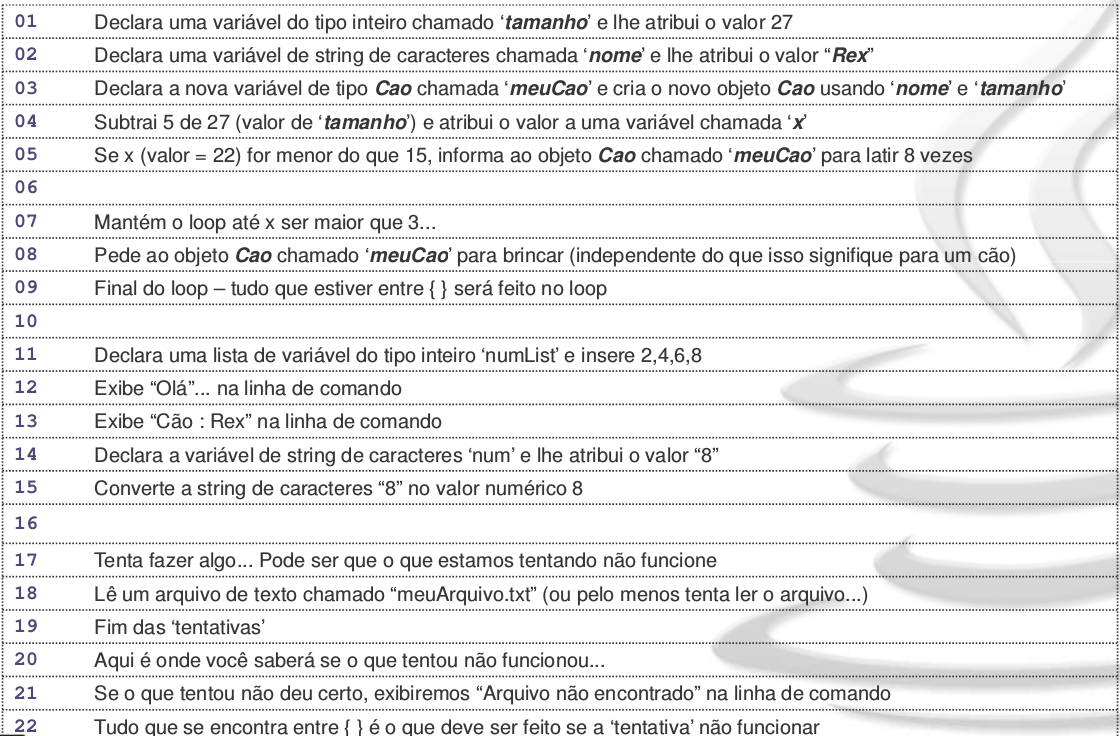 01 Declara uma variável do tipo inteiro chamado ‘tamanho’ e lhe atribui o valor 27
02 Declara uma variável de string de caracteres chamada ‘nome’ e lhe atribui o valor “Rex”
03 Declara a nova variável de tipo Cao chamada ‘meuCao’ e cria o novo objeto Cao usando ‘nome’ e ‘tamanho’
04 Subtrai 5 de 27 (valor de ‘tamanho’) e atribui o valor a uma variável chamada ‘x’
05 Se x (valor = 22) for menor do que 15, informa ao objeto Cao chamado ‘meuCao’ para latir 8 vezes
06
07 Mantém o loop até x ser maior que 3...
08 Pede ao objeto Cao chamado ‘meuCao’ para brincar (independente do que isso signifique para um cão)
09 Final do loop – tudo que estiver entre { } será feito no loop
10
11 Declara uma lista de variável do tipo inteiro ‘numList’ e insere 2,4,6,8
12 Exibe “Olá”... na linha de comando
13 Exibe “Cão : Rex” na linha de comando
14 Declara a variável de string de caracteres ‘num’ e lhe atribui o valor “8”
15 Converte a string de caracteres “8” no valor numérico 8
16
17 Tenta fazer algo... Pode ser que o que estamos tentando não funcione
18 Lê um arquivo de texto chamado “meuArquivo.txt” (ou pelo menos tenta ler o arquivo...)
19 Fim das ‘tentativas’
20 Aqui é onde você saberá se o que tentou não funcionou...
21 Se o que tentou não deu certo, exibiremos “Arquivo não encontrado” na linha de comando
22 Tudo que se encontra entre { } é o que deve ser feito se a ‘tentativa’ não funcionar